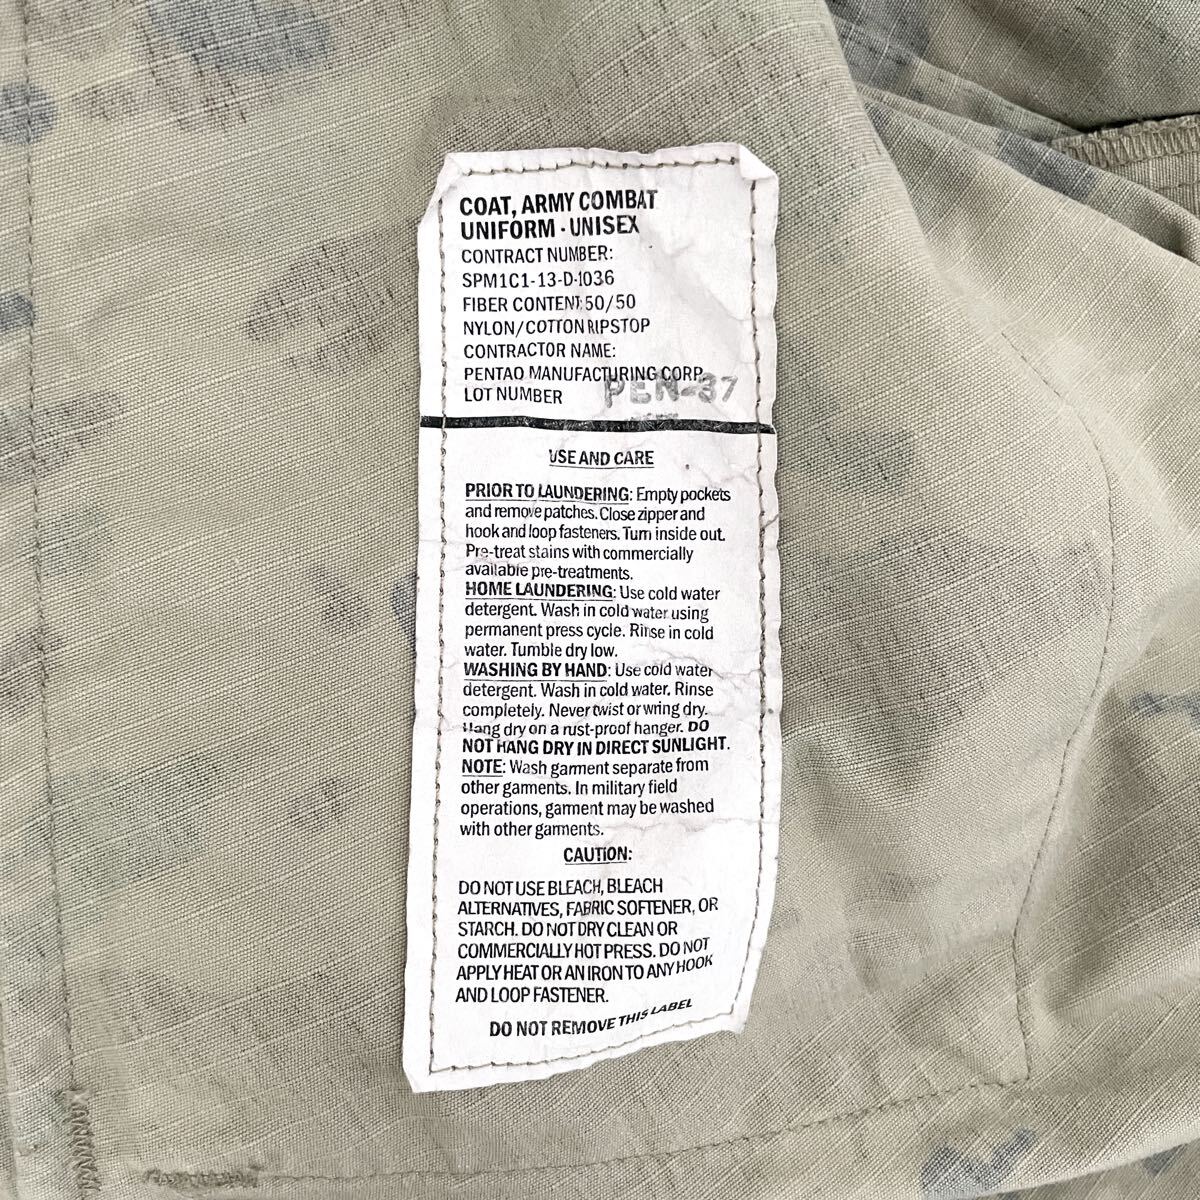 COAT, ARMY COMBAT
UNIFORM - UNISEX
CONTRACT NUMBER:
SPM1C1-13-D-1036
FIBER CONTENT: 50/50
NYLON/COTTON RIPSTOP
CONTRACTOR NAME:
PENTAQ MANUFACTURING CORP.
LOT NUMBER PEN-37
USE AND CARE
PRIOR TO LAUNDERING: Empty pockets
and remove patches. Close zipper and
hook and loop fasteners. Turn inside out.
Pre-treat stains with commercially
available pre-treatments.
HOME LAUNDERING: Use cold water
detergent. Wash in cold water using
permanent press cycle. Rinse in cold
water. Tumble dry low.
WASHING BY HAND: Use cold water
detergent. Wash in cold water. Rinse
completely. Never twist or wring dry.
Hang dry on a rust-proof hanger. DO
NOT HANG DRY IN DIRECT SUNLIGHT.
NOTE: Wash garment separate from
other garments. In military field
operations, garment may be washed
with other garments.
CAUTION:
DO NOT USE BLEACH, BLEACH
ALTERNATIVES, FABRIC SOFTENER, OR
STARCH. DO NOT DRY CLEAN OR
COMMERCIALLY HOT PRESS. DO NOT
APPLY HEAT OR AN IRON TO ANY HOOK
AND LOOP FASTENER.
DO NOT REMOVE THIS LABEL